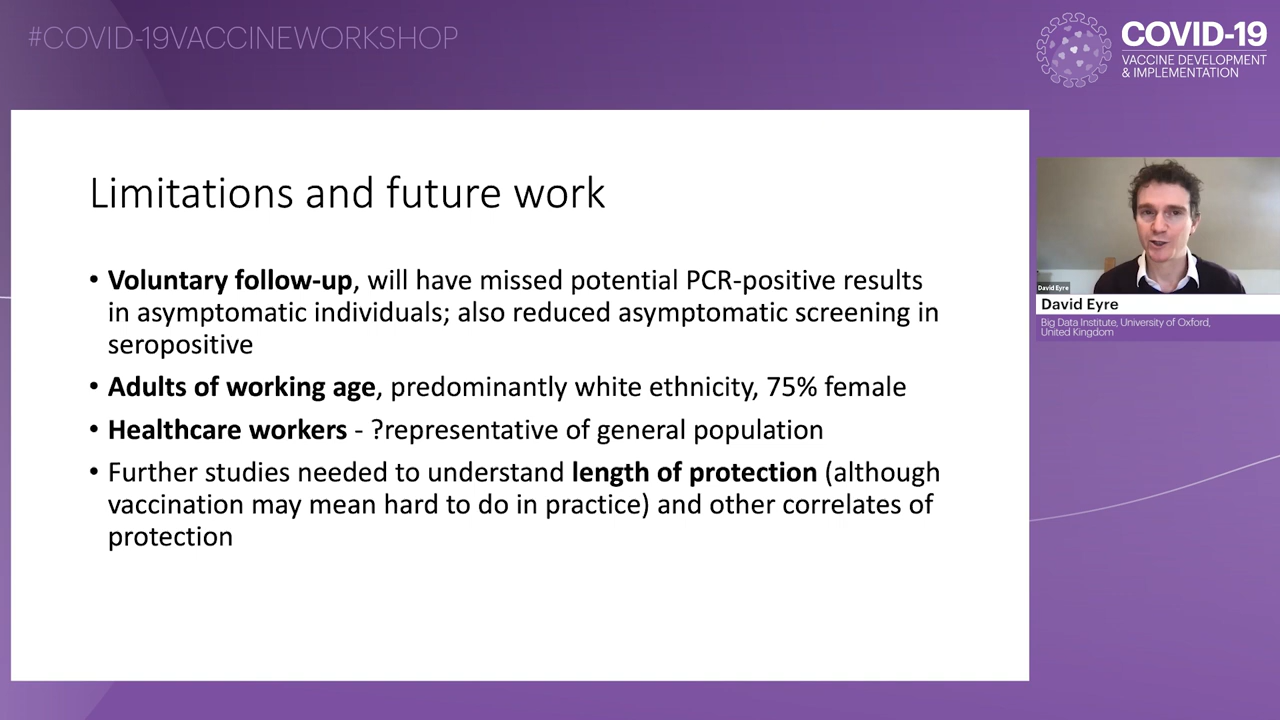 #COVID-19VACCINEWORKSHOP
COVID-19
VACCINE DEVELOPMENT
& IMPLEMENTATION
Limitations and future work
• Voluntary follow-up, will have missed potential PCR-positive results
in asymptomatic individuals; also reduced asymptomatic screening in
seropositive
• Adults of working age, predominantly white ethnicity, 75% female
• Healthcare workers - ?representative of general population
• Further studies needed to understand length of protection (although
vaccination may mean hard to do in practice) and other correlates of
protection
David Eyre
David Eyre
Big Data Institute, University of Oxford,
United Kingdom